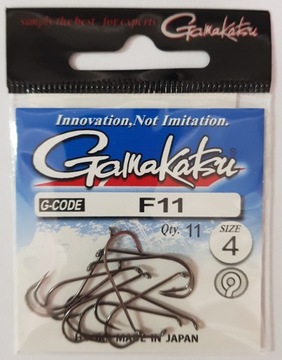 simply the best for experts
Gamakatsu
Innovation, Not Imitation.
Gamakatsu
G-CODE F11
Qty. 11
SIZE
4
MADE IN JAPAN